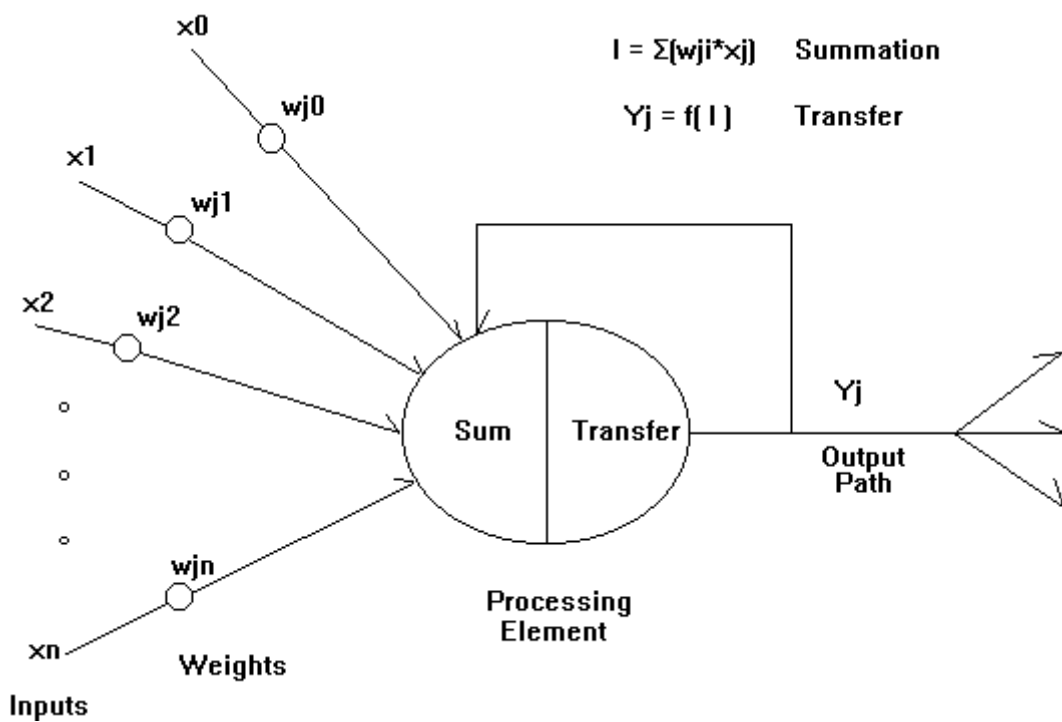 x0
I = Σ(wji*xj) Summation
wj0
Yj = f( I ) Transfer
x1
wj1
x2
wj2
Yj
Sum
Transfer
Output
Path
wjn
Processing
Element
xn
Weights
Inputs